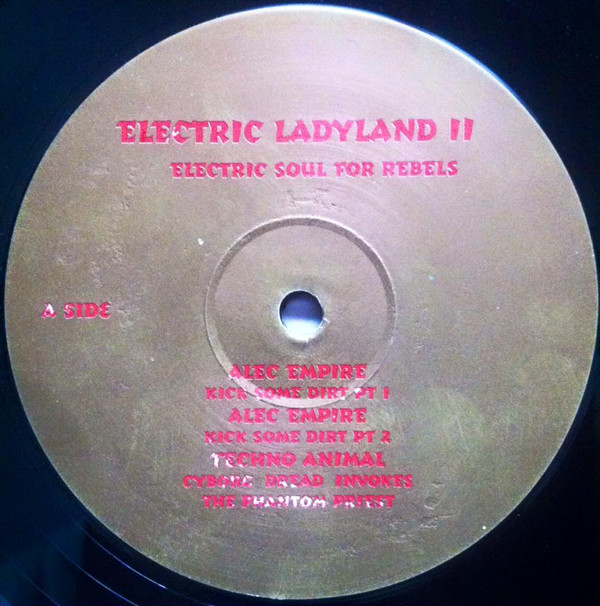 ELECTRIC LADYLAND II
ELECTRIC SOUL FOR REBELS
A SIDE
ALEC EMPIRE
KICK SOME DIRT PT 1
ALEC EMPIRE
KICK SOME DIRT PT 2
TECHNO ANIMAL
CYBORG DREAD INVOKES
THE PHANTOM PRIEST